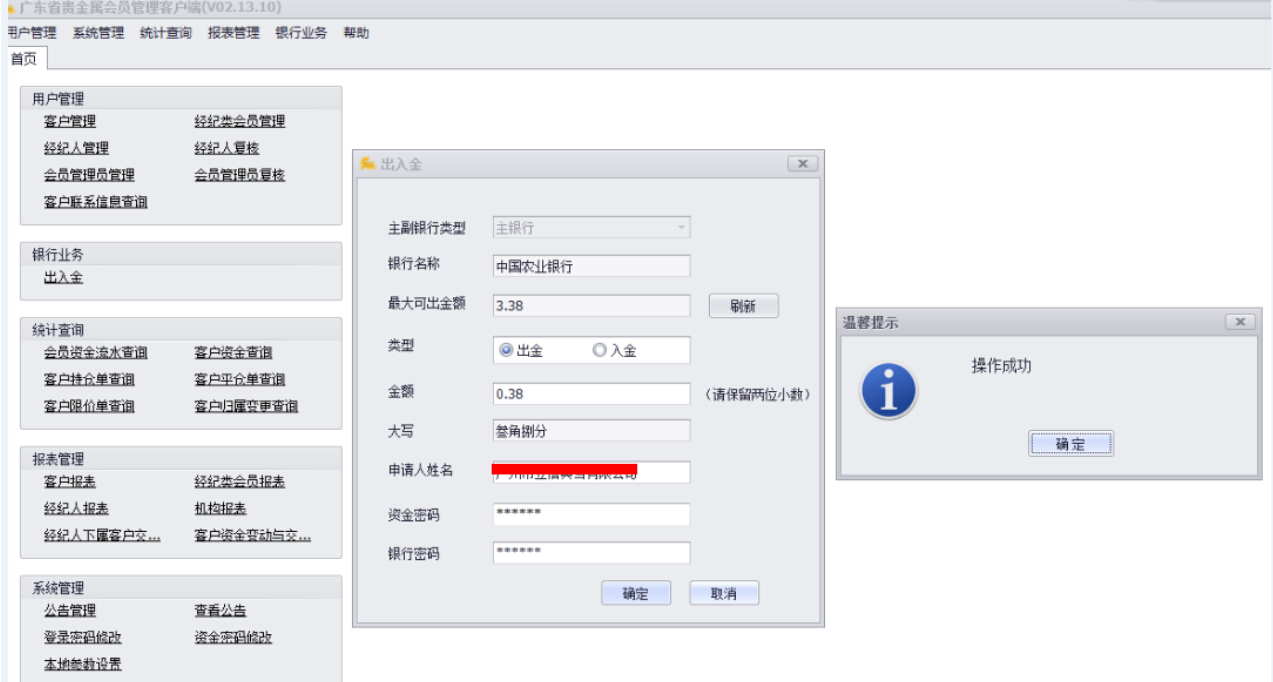 广东省贵金属会员管理客户端(V02.13.10)
用户管理 系统管理 统计查询 报表管理 银行业务 帮助
首页
用户管理
客户管理 经纪类会员管理
经纪人管理 经纪人复核
会员管理员管理 会员管理员复核
客户联系信息查询
银行业务
出入金
统计查询
会员资金流水查询 客户资金查询
客户持仓单查询 客户平仓单查询
客户限价单查询 客户归属变更查询
报表管理
客户报表 经纪类会员报表
经纪人报表 机构报表
经纪人下属客户交... 客户资金变动与交...
系统管理
公告管理 查看公告
登录密码修改 资金密码修改
本地参数设置
出入金
主副银行类型 主银行
银行名称 中国农业银行
最大可出金额 3.38 刷新
类型 出金 入金
金额 0.38 (请保留两位小数)
大写 叁角捌分
申请人姓名
资金密码 ******
银行密码 ******
确定 取消
温馨提示
操作成功
确定